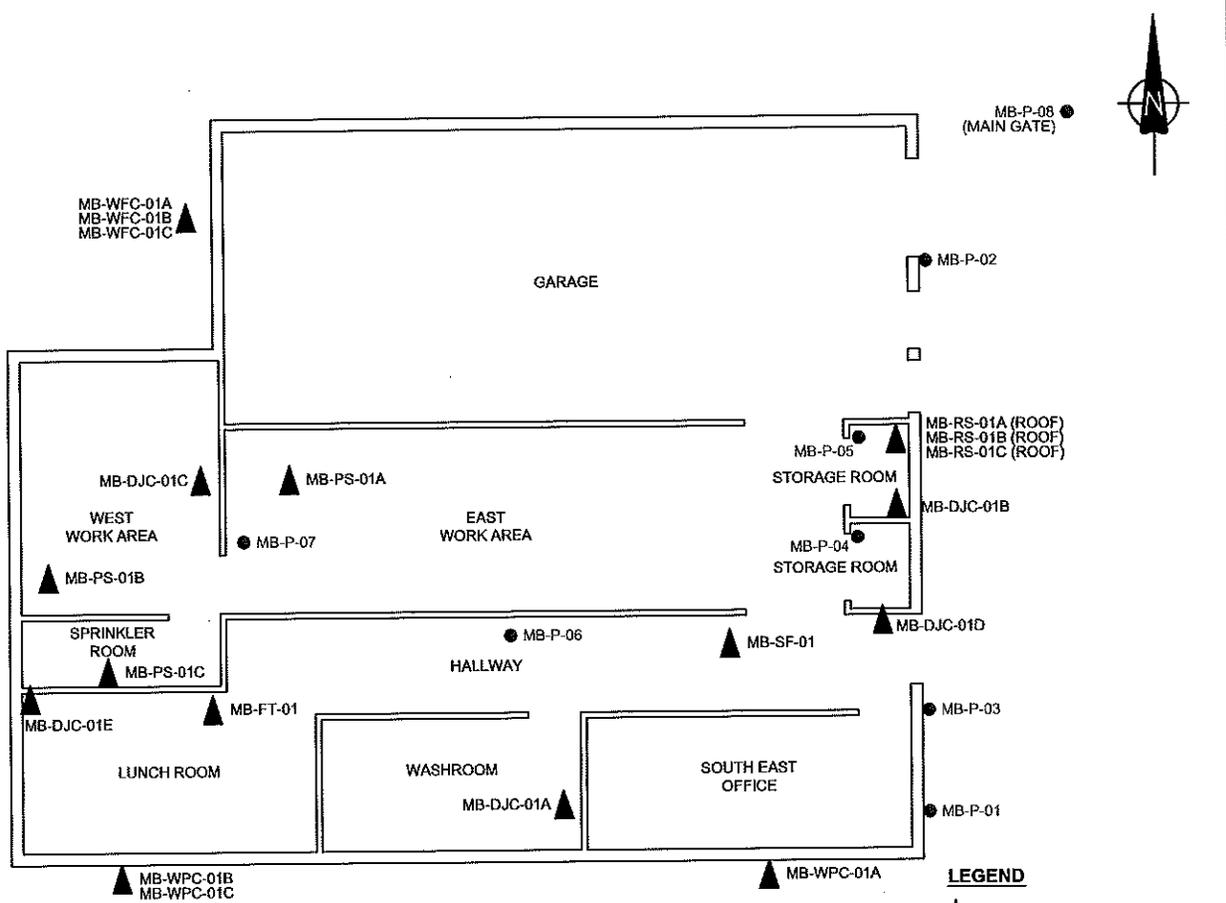 N
MB-P-08
(MAIN GATE)
MB-WFC-01A
MB-WFC-01B
MB-WFC-01C
MB-P-02
GARAGE
MB-RS-01A (ROOF)
MB-RS-01B (ROOF)
MB-RS-01C (ROOF)
MB-P-05
STORAGE ROOM
MB-DJC-01C
MB-PS-01A
MB-DJC-01B
WEST
WORK AREA
EAST
WORK AREA
MB-P-07
MB-P-04
STORAGE ROOM
MB-PS-01B
MB-DJC-01D
SPRINKLER
ROOM
MB-P-06
MB-SF-01
HALLWAY
MB-PS-01C
MB-FT-01
MB-P-03
MB-DJC-01E
LUNCH ROOM
WASHROOM
SOUTH EAST
OFFICE
MB-DJC-01A
MB-P-01
MB-WPC-01B
MB-WPC-01C
MB-WPC-01A
LEGEND